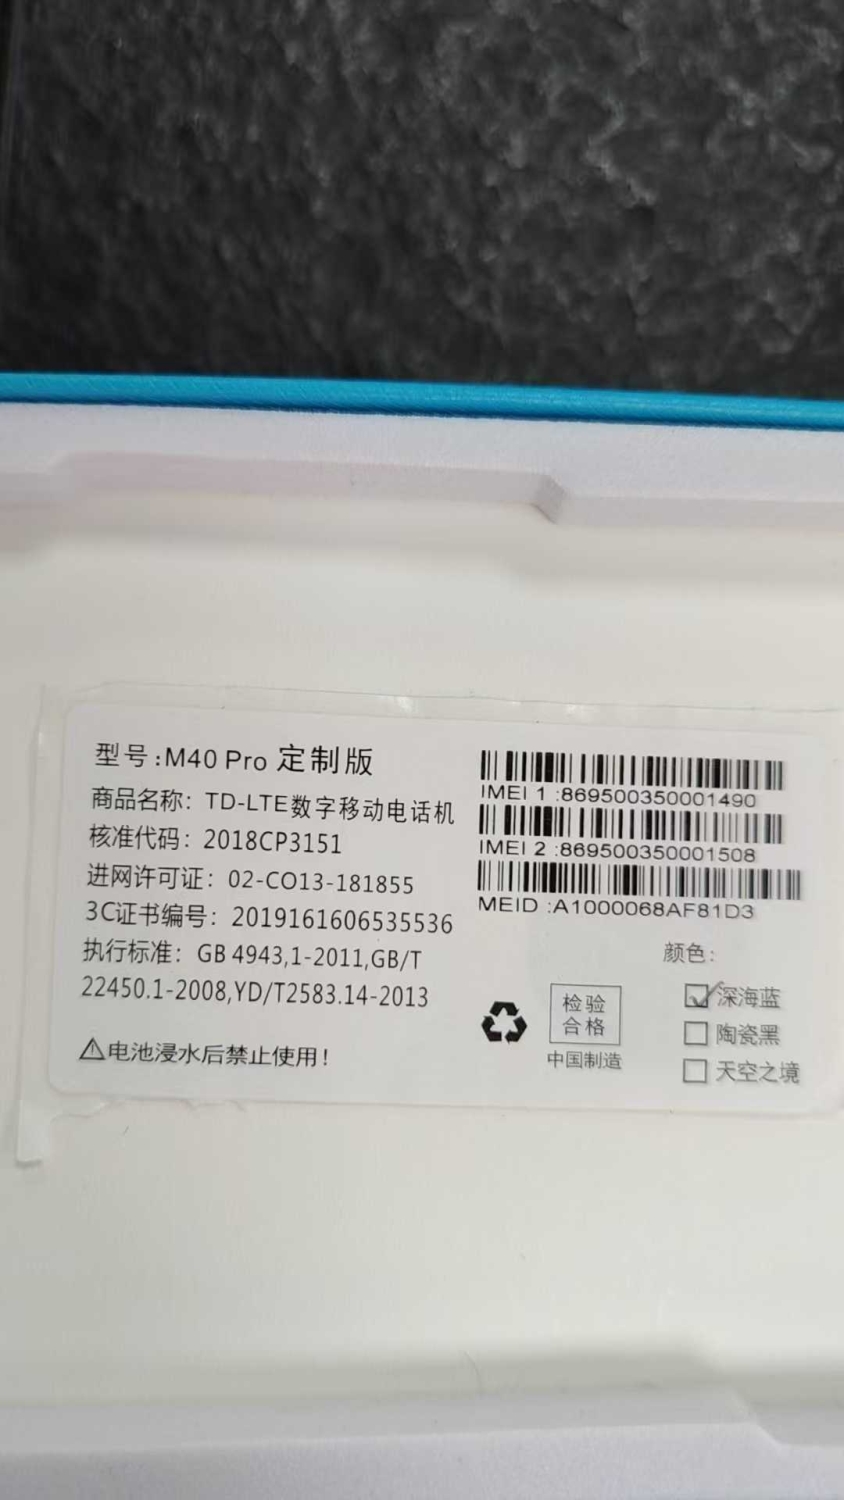 型号:M40 Pro 定制版
商品名称：TD-LTE数字移动电话机
核准代码：2018CP3151
进网许可证：02-CO13-181855
3C证书编号：2019161606535536
执行标准：GB 4943,1-2011,GB/T
22450.1-2008,YD/T2583.14-2013
⚠电池浸水后禁止使用！
IMEI 1 :869500350001490
IMEI 2 :869500350001508
MEID :A1000068AF81D3
检验
合格
中国制造
颜色：
☑深海蓝
☐陶瓷黑
☐天空之境